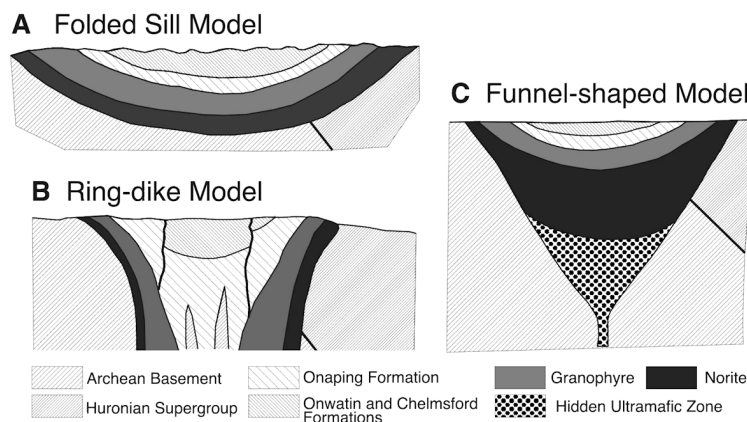 A Folded Sill Model
C Funnel-shaped Model
B Ring-dike Model
Archean Basement
Onaping Formation
Granophyre
Norite
Huronian Supergroup
Onwatin and Chelmsford
Formations
Hidden Ultramafic Zone